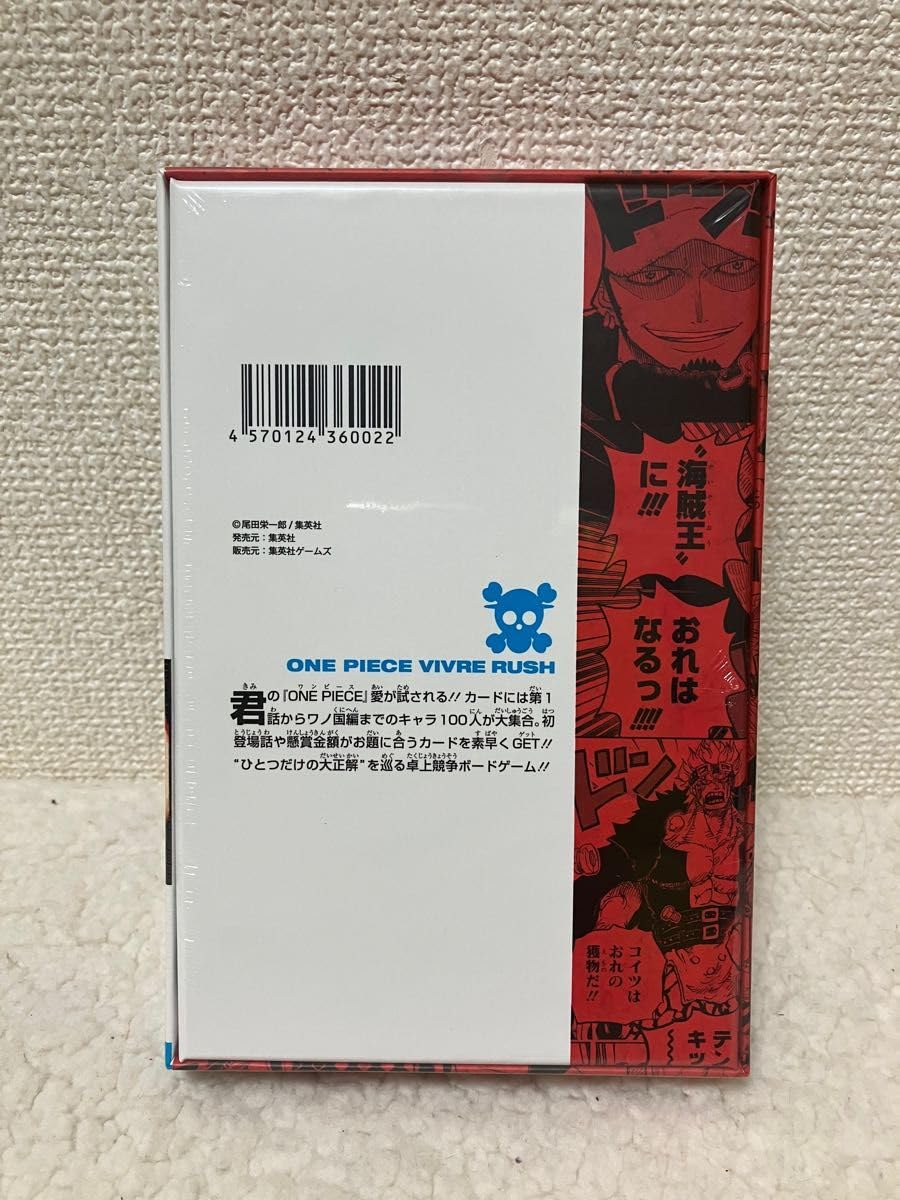 4 570124 360022
©尾田栄一郎/集英社
発売元：集英社
販売元：集英社ゲームズ
ONE PIECE VIVRE RUSH
君の『ONE PIECE』愛が試される!! カードには第1
話からワノ国編までのキャラ100人が大集合。初
登場話や懸賞金額がお題に合うカードを素早くGET!!
“ひとつだけの大正解”を巡る卓上競争ボードゲーム!!
ドン
〝海賊王〟
に!!!
おれは
なるっ!!!!
ドン
コイツは
おれの
獲物だ!!
テン
キッ